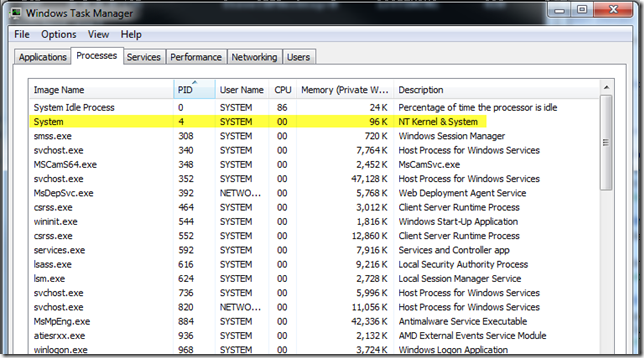 Windows Task Manager
File Options View Help
Applications Processes Services Performance Networking Users
Image Name PID User Name CPU Memory (Private W... Description
System Idle Process 0 SYSTEM 86 24 K Percentage of time the processor is idle
System 4 SYSTEM 00 96 K NT Kernel & System
smss.exe 308 SYSTEM 00 720 K Windows Session Manager
svchost.exe 340 SYSTEM 00 7,764 K Host Process for Windows Services
MSCamS64.exe 348 SYSTEM 00 2,452 K MsCamSvc.exe
svchost.exe 352 SYSTEM 00 47,128 K Host Process for Windows Services
MsDepSvc.exe 392 NETWO... 00 5,768 K Web Deployment Agent Service
csrss.exe 464 SYSTEM 00 3,012 K Client Server Runtime Process
wininit.exe 544 SYSTEM 00 1,816 K Windows Start-Up Application
csrss.exe 552 SYSTEM 00 12,860 K Client Server Runtime Process
services.exe 592 SYSTEM 00 7,916 K Services and Controller app
lsass.exe 616 SYSTEM 00 9,214 K Local Security Authority Process
lsm.exe 624 SYSTEM 00 2,728 K Local Session Manager Service
svchost.exe 736 SYSTEM 00 5,996 K Host Process for Windows Services
svchost.exe 820 NETWO... 00 11,056 K Host Process for Windows Services
MsMpEng.exe 884 SYSTEM 00 42,336 K Antimalware Service Executable
atiesrxx.exe 936 SYSTEM 00 2,132 K AMD External Events Service Module
winlogon.exe 968 SYSTEM 00 3,724 K Windows Logon Application